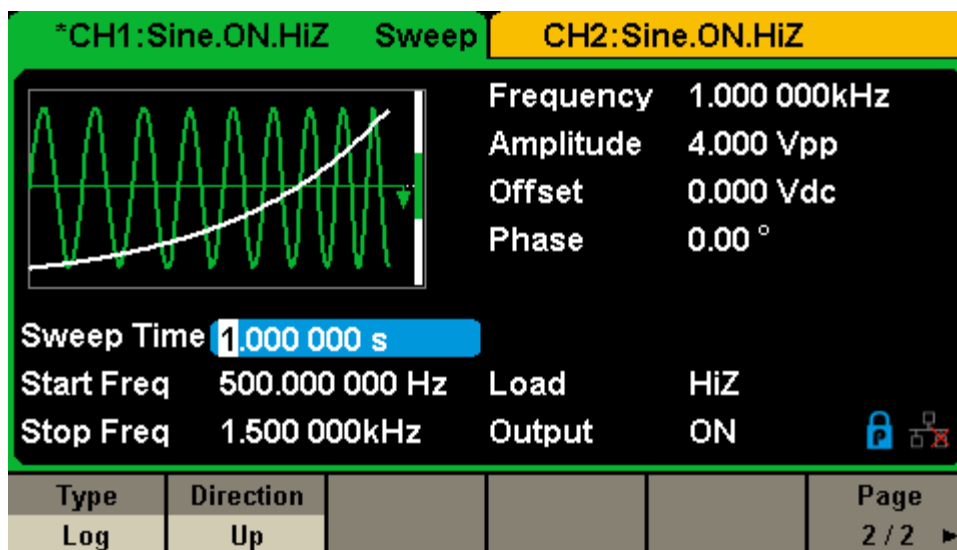 *CH1:Sine.ON.HiZ Sweep CH2:Sine.ON.HiZ
Frequency 1.000 000kHz
Amplitude 4.000 Vpp
Offset 0.000 Vdc
Phase 0.00 °
Sweep Time 1.000 000 s
Start Freq 500.000 000 Hz Load HiZ
Stop Freq 1.500 000kHz Output ON P
Type Direction Page
Log Up 2 / 2 ►